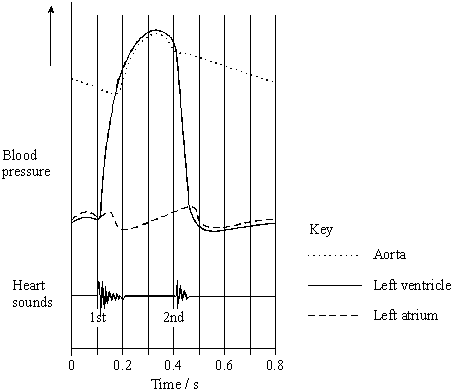 Blood
pressure
Key
Aorta
Left ventricle
Left atrium
Heart
sounds
1st 2nd
0 0.2 0.4 0.6 0.8
Time / s